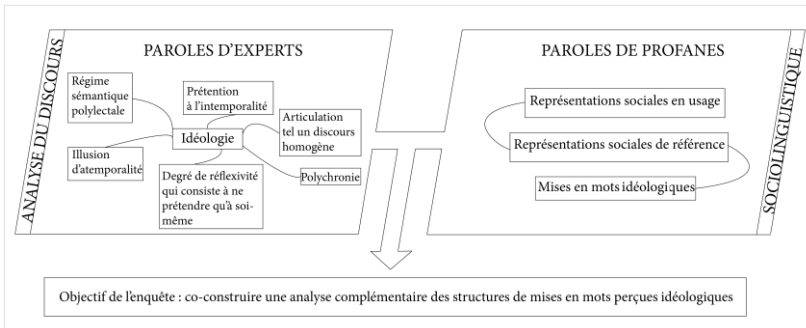 ANALYSE DU DISCOURS
PAROLES D'EXPERTS
Régime
sémantique
polylectale
Prétention
à l'intemporalité
Articulation
tel un discours
homogène
Idéologie
Illusion
d'atemporalité
Degré de réflexivité
qui consiste à ne
prétendre qu'à soi-
même
Polychronie
PAROLES DE PROFANES
Représentations sociales en usage
Représentations sociales de référence
Mises en mots idéologiques
SOCIOLINGUISTIQUE
Objectif de l'enquête : co-construire une analyse complémentaire des structures de mises en mots perçues idéologiques